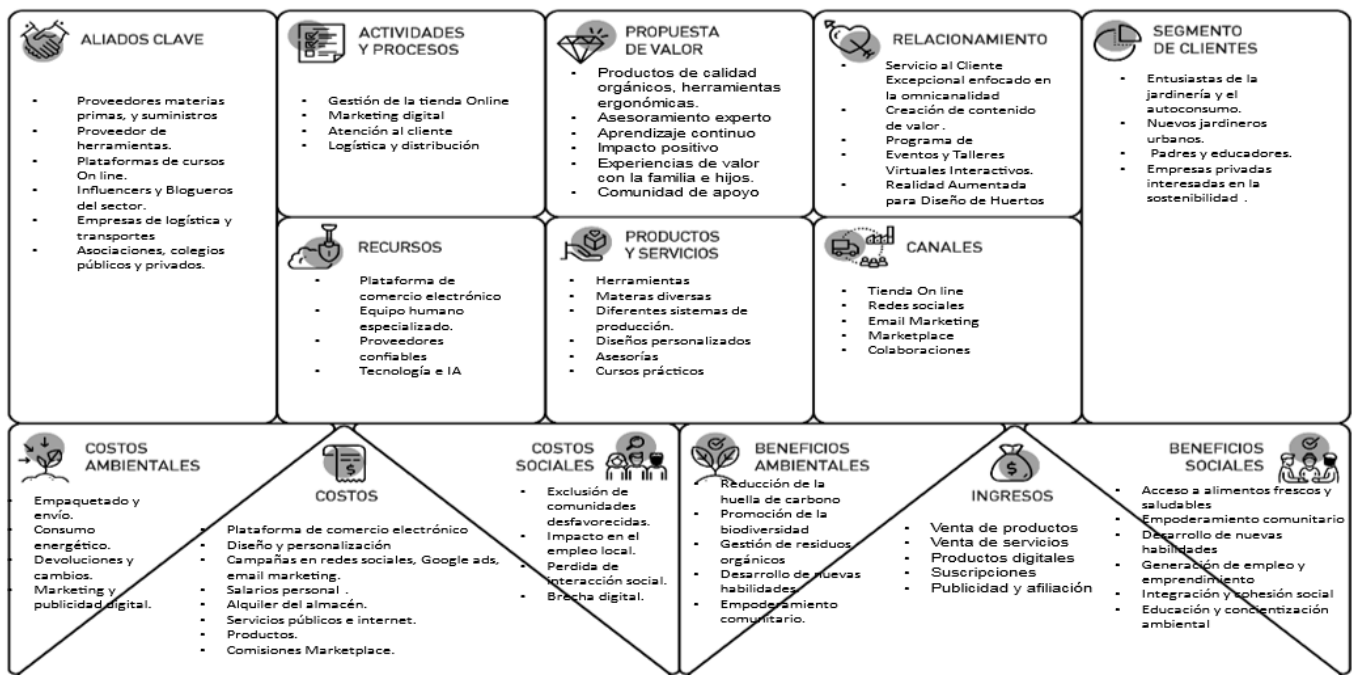 ALIADOS CLAVE
- Proveedores materias
primas, y suministros
- Proveedor de
herramientas.
- Plataformas de cursos
On line.
- Influencers y Blogueros
del sector.
- Empresas de logística y
transportes
- Asociaciones, colegios
públicos y privados.
ACTIVIDADES
Y PROCESOS
- Gestión de la tienda Online
- Marketing digital
- Atención al cliente
- Logística y distribución
RECURSOS
- Plataforma de
comercio electrónico
- Equipo humano
especializado.
- Proveedores
confiables
- Tecnología e IA
PROPUESTA
DE VALOR
- Productos de calidad
orgánicos, herramientas
ergonómicas.
- Asesoramiento experto
- Aprendizaje continuo
- Impacto positivo
- Experiencias de valor
con la familia e hijos.
- Comunidad de apoyo
PRODUCTOS
Y SERVICIOS
- Herramientas
- Materas diversas
- Diferentes sistemas de
producción.
- Diseños personalizados
- Asesorías
- Cursos prácticos
RELACIONAMIENTO
- Servicio al Cliente
Excepcional enfocado en
la omnicanalidad
- Creación de contenido
de valor .
- Programa de
- Eventos y Talleres
Virtuales Interactivos.
- Realidad Aumentada
para Diseño de Huertos
CANALES
- Tienda On line
- Redes sociales
- Email Marketing
- Marketplace
- Colaboraciones
SEGMENTO
DE CLIENTES
- Entusiastas de la
jardinería y el
autoconsumo.
- Nuevos jardineros
urbanos.
- Padres y educadores.
- Empresas privadas
interesadas en la
sostenibilidad .
COSTOS
AMBIENTALES
- Empaquetado y
envío.
- Consumo
energético.
- Devoluciones y
cambios.
- Marketing y
publicidad digital.
$
COSTOS
- Plataforma de comercio electrónico
- Diseño y personalización
- Campañas en redes sociales, Google ads,
email marketing.
- Salarios personal .
- Alquiler del almacén.
- Servicios públicos e internet.
- Productos.
- Comisiones Marketplace.
COSTOS
SOCIALES
- Exclusión de
comunidades
desfavorecidas.
- Impacto en el
empleo local.
- Perdida de
interacción social.
- Brecha digital.
BENEFICIOS
AMBIENTALES
- Reducción de la
huella de carbono
- Promoción de la
biodiversidad
- Gestión de residuos
orgánicos
- Desarrollo de nuevas
habilidades
- Empoderamiento
comunitario.
$
INGRESOS
- Venta de productos
- Venta de servicios
- Productos digitales
- Suscripciones
- Publicidad y afiliación
BENEFICIOS
SOCIALES
- Acceso a alimentos frescos y
saludables
- Empoderamiento comunitario
- Desarrollo de nuevas
habilidades
- Generación de empleo y
emprendimiento
- Integración y cohesión social
- Educación y concientización
ambiental